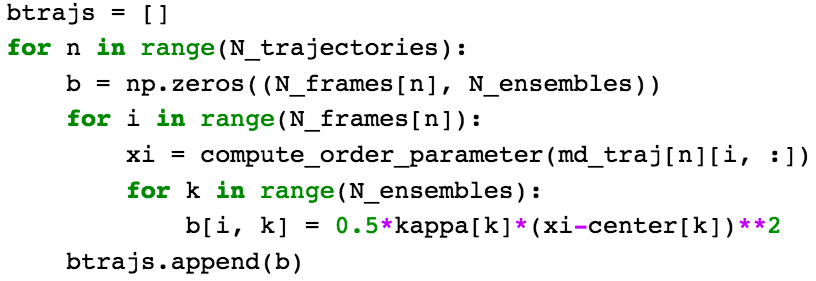 btrajs = []
for n in range(N_trajectories):
    b = np.zeros((N_frames[n], N_ensembles))
    for i in range(N_frames[n]):
        xi = compute_order_parameter(md_traj[n][i, :])
        for k in range(N_ensembles):
            b[i, k] = 0.5*kappa[k]*(xi-center[k])**2
    btrajs.append(b)